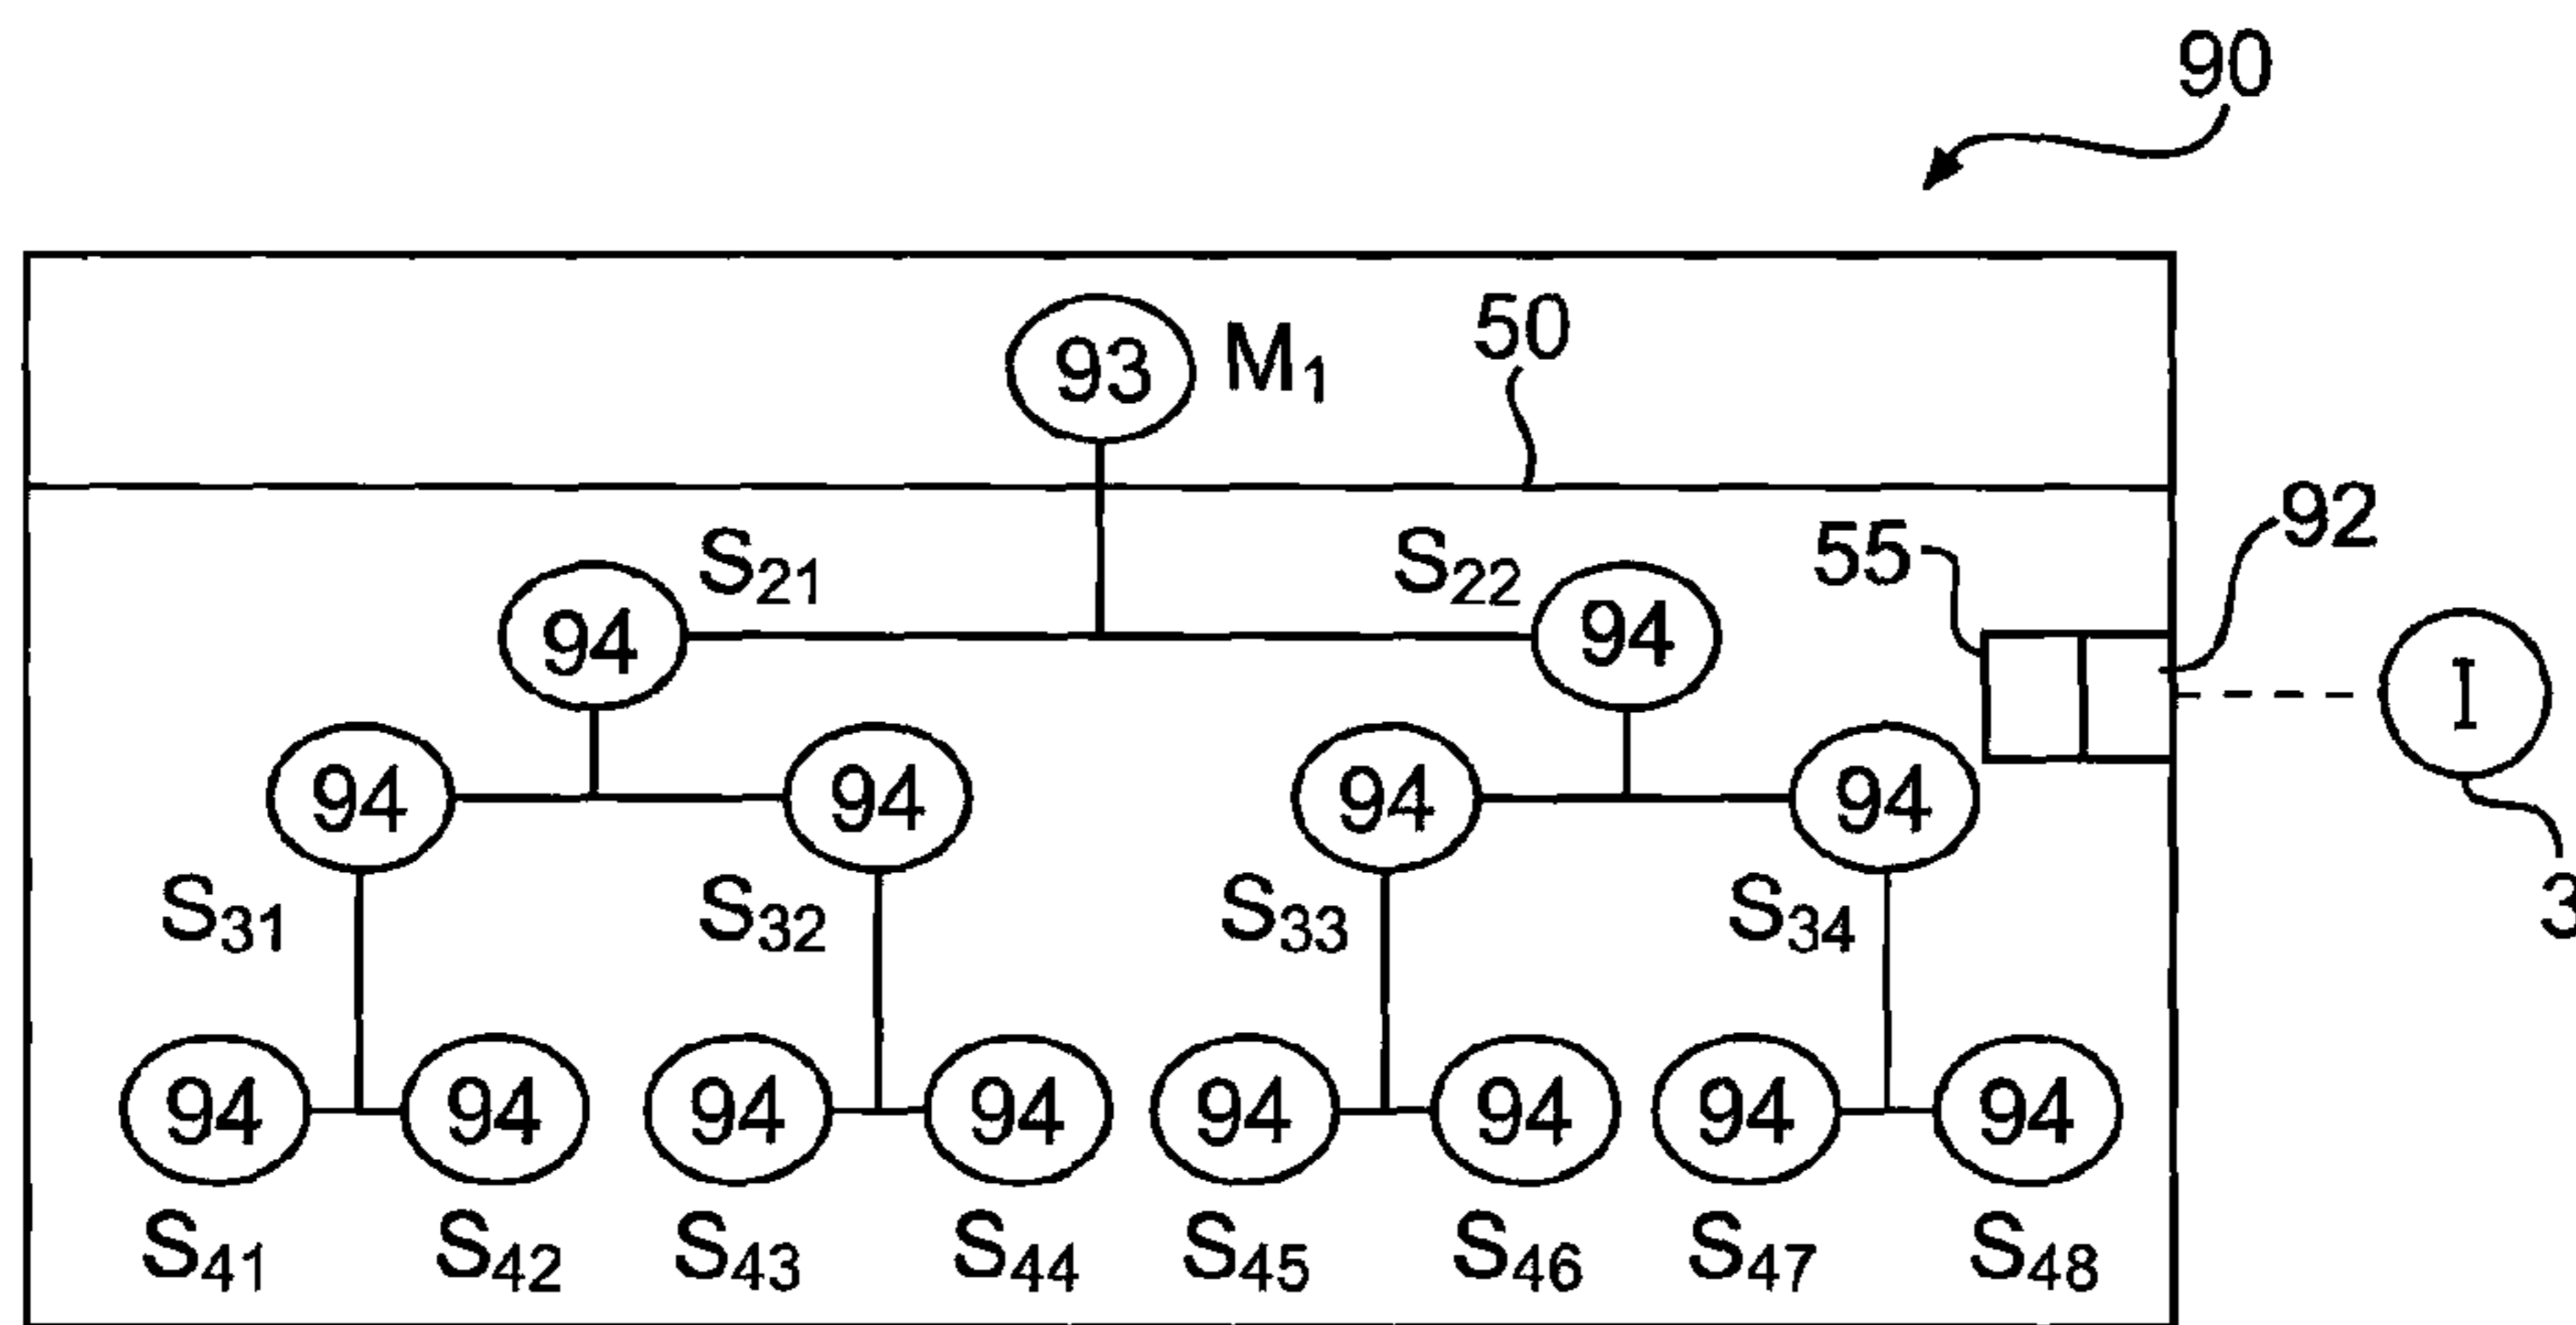 90
93 M₁ 50
S₂₁ S₂₂ 55 92
94 94
I
94 94 94 94
S₃₁ S₃₂ S₃₃ S₃₄ 3
94 94 94 94 94 94 94 94
S₄₁ S₄₂ S₄₃ S₄₄ S₄₅ S₄₆ S₄₇ S₄₈